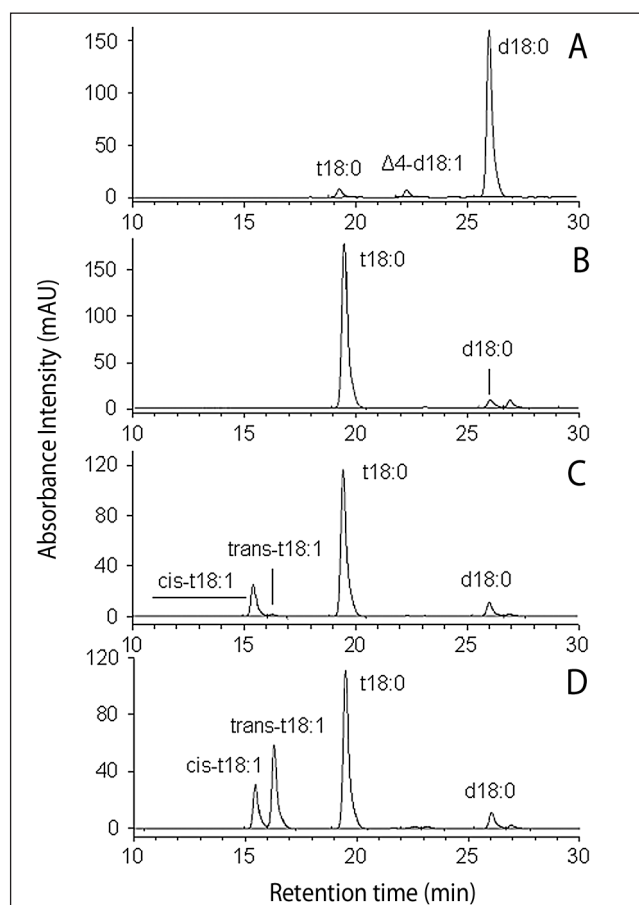 Absorbance Intensity (mAU)
A
150
100
50
0
t18:0
Δ4-d18:1
d18:0
10 15 20 25 30
B
150
100
50
0
t18:0
d18:0
10 15 20 25 30
C
120
80
40
0
cis-t18:1
trans-t18:1
t18:0
d18:0
10 15 20 25 30
D
120
80
40
0
cis-t18:1
trans-t18:1
t18:0
d18:0
10 15 20 25 30
Retention time (min)